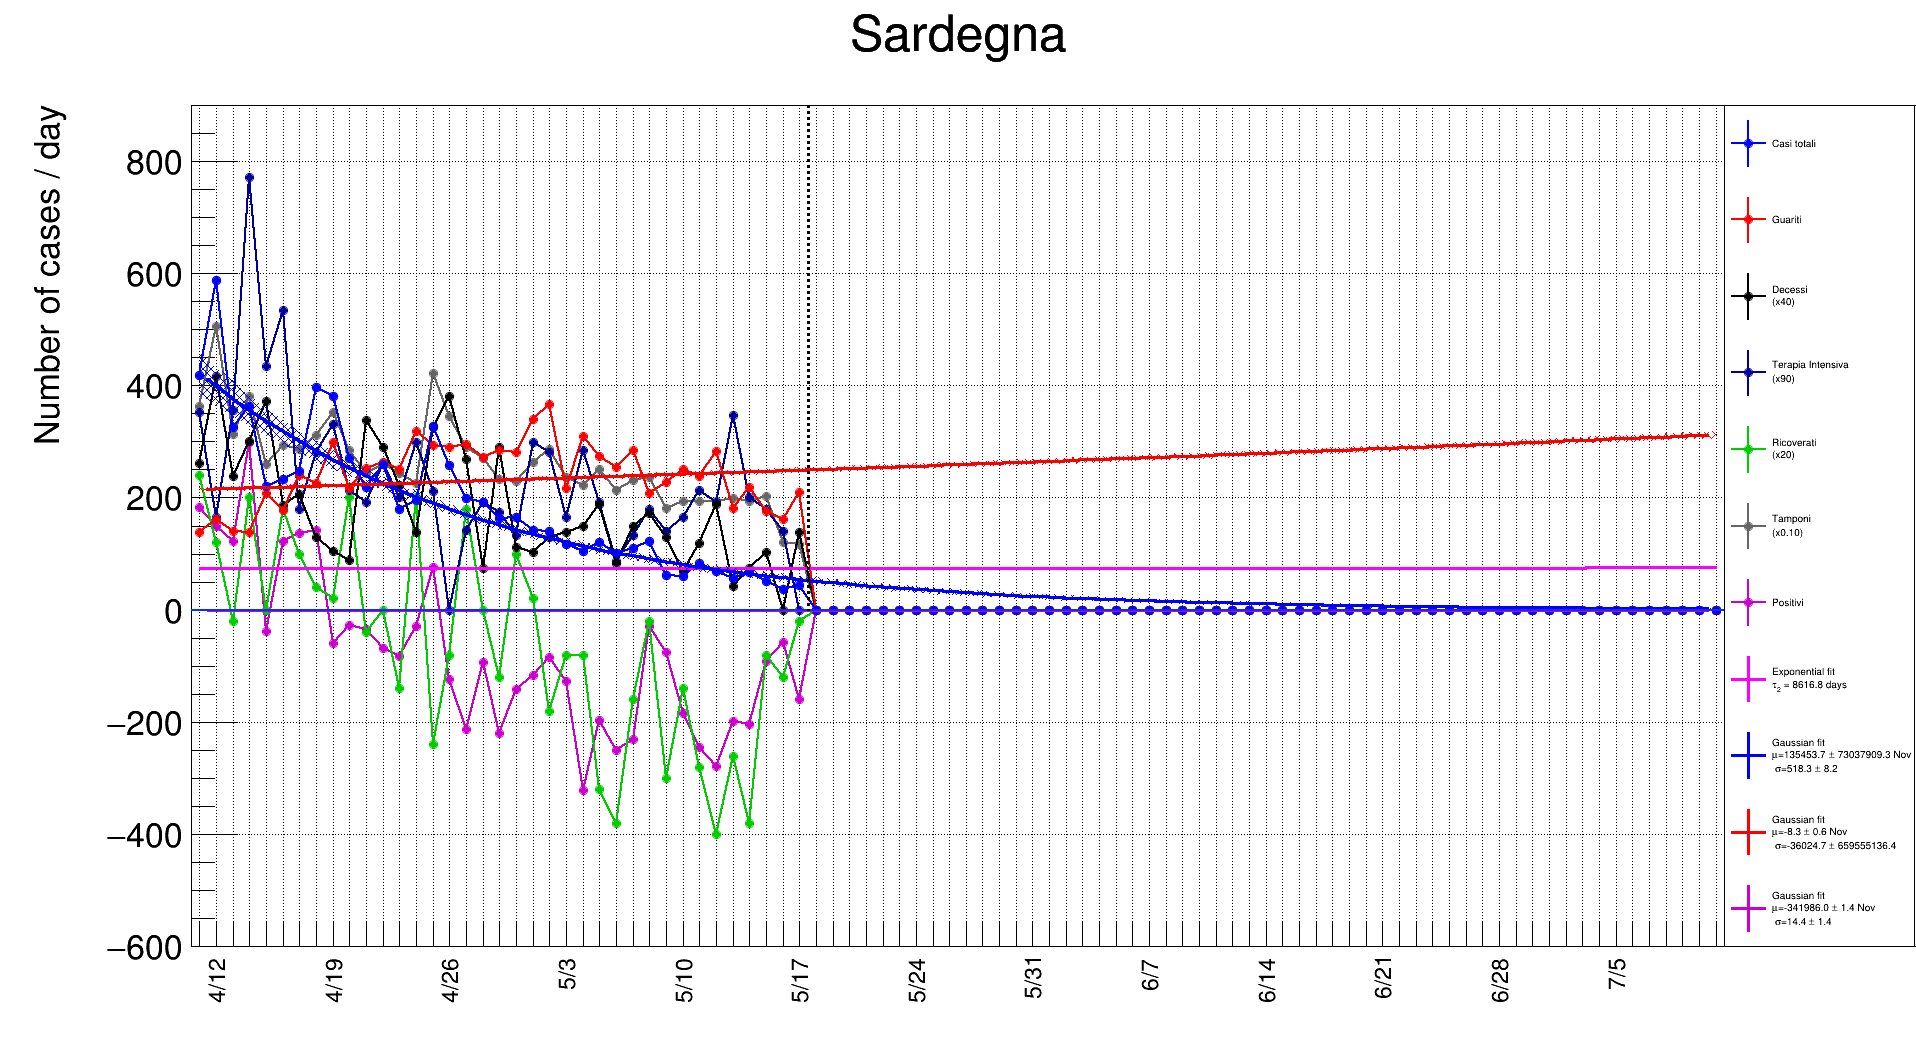 Sardegna
Number of cases / day
800
600
400
200
0
−200
−400
−600
4/12
4/19
4/26
5/3
5/10
5/17
5/24
5/31
6/7
6/14
6/21
6/28
7/5
Casi totali
Guariti
Decessi
(x40)
Terapia Intensiva
(x90)
Ricoverati
(x20)
Tamponi
(x0.10)
Positivi
Exponential fit
τ₂ = 8616.8 days
Gaussian fit
μ=135453.7 ± 73037909.3 Nov
σ=518.3 ± 8.2
Gaussian fit
μ=-8.3 ± 0.6 Nov
σ=-36024.7 ± 659555136.4
Gaussian fit
μ=-341986.0 ± 1.4 Nov
σ=14.4 ± 1.4